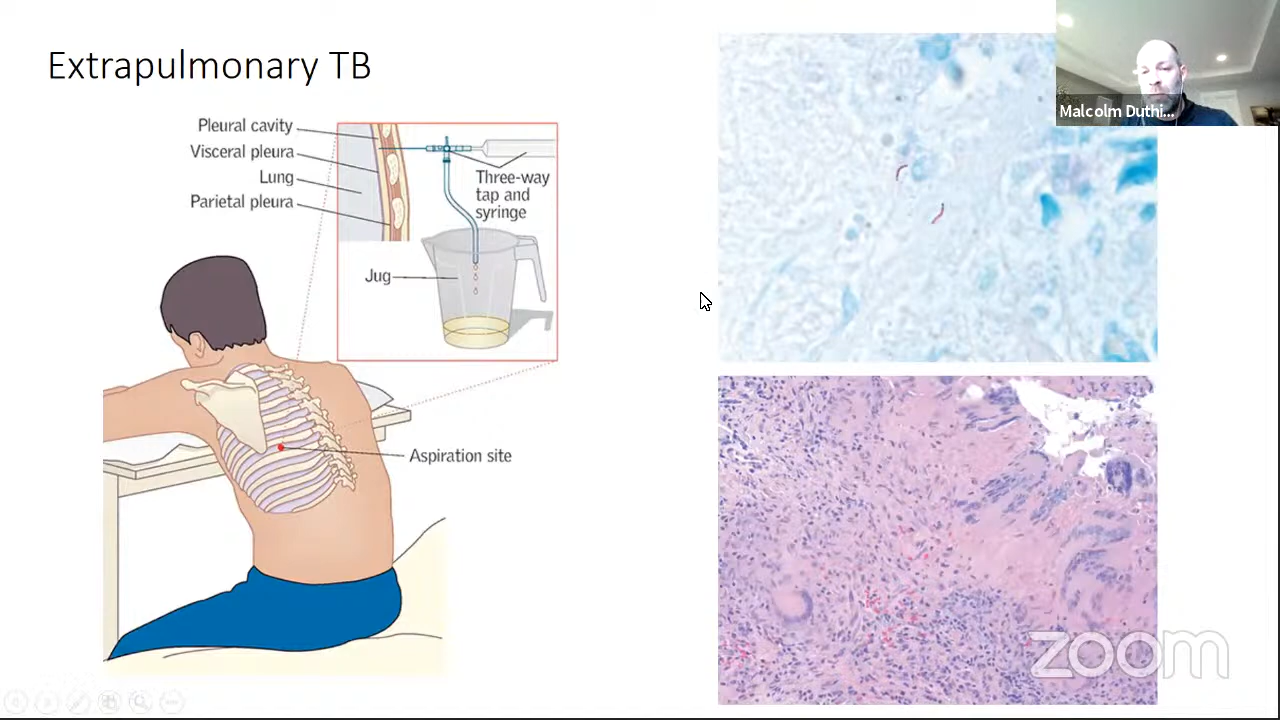 Extrapulmonary TB
Malcolm Duthi...
Pleural cavity
Visceral pleura
Lung
Parietal pleura
Three-way
tap and
syringe
Jug
Aspiration site
zoom